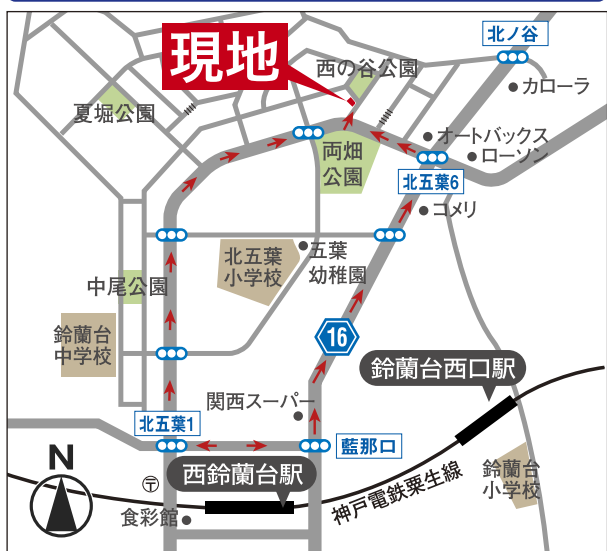 北ノ谷
現地
西の谷公園
カローラ
夏堀公園
オートバックス
両畑
公園
ローソン
北五葉6
コメリ
北五葉
小学校
五葉
幼稚園
中尾公園
鈴蘭台
中学校
16
鈴蘭台西口駅
関西スーパー
北五葉1
藍那口
N
西鈴蘭台駅
神戸電鉄粟生線
鈴蘭台
小学校
〒
食彩館